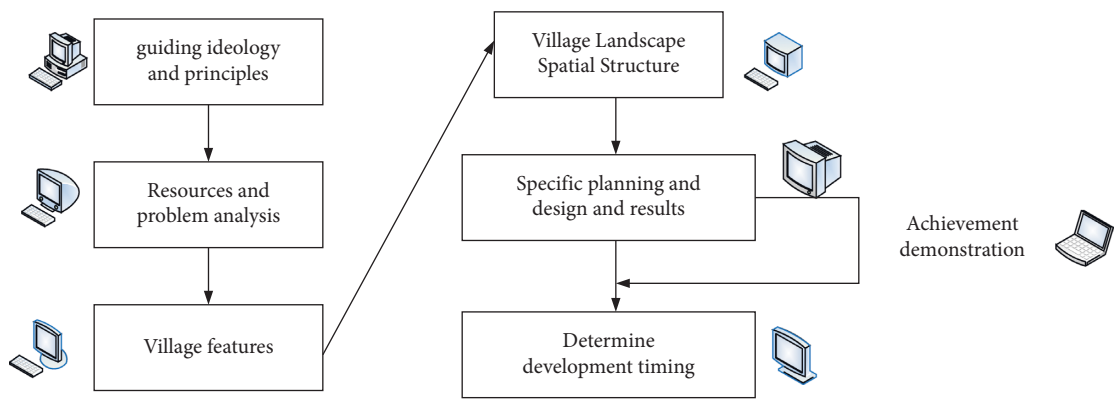 guiding ideology
and principles
Resources and
problem analysis
Village features
Village Landscape
Spatial Structure
Specific planning and
design and results
Achievement
demonstration
Determine
development timing